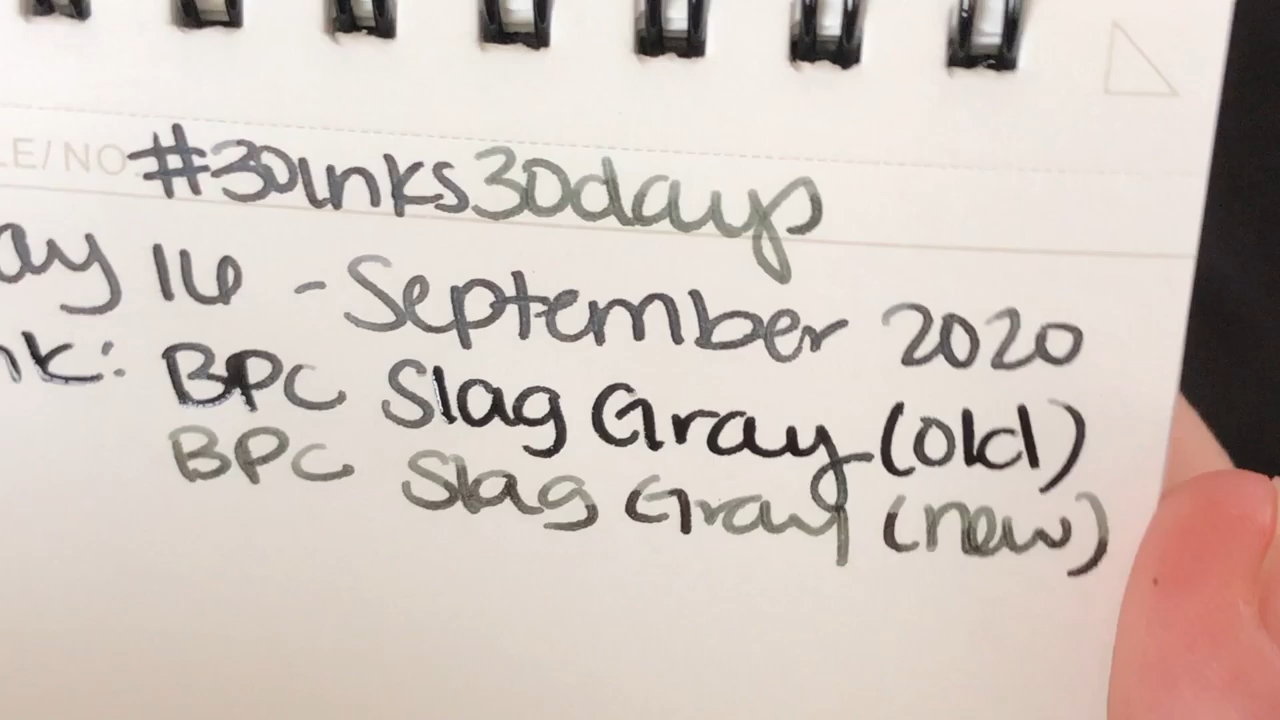 LE/ NO #30inks30days
ay 16 - September 2020
nk: BPC Slag Gray (old)
BPC Slag Gray (new)